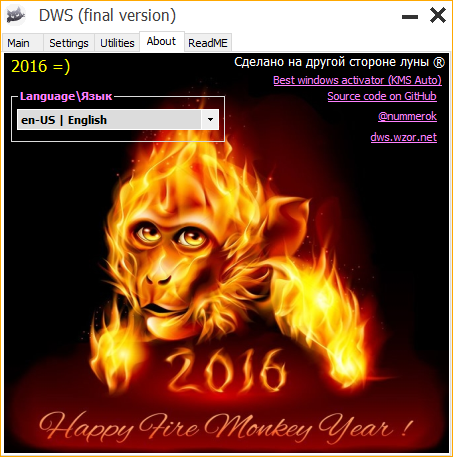 DWS (final version)
Main Settings Utilities About ReadME
2016 =)
Сделано на другой стороне луны ®
Best windows activator (KMS Auto)
Language\Язык
Source code on GitHub
en-US | English
@nummerok
dws.wzor.net
2016
Happy Fire Monkey Year !